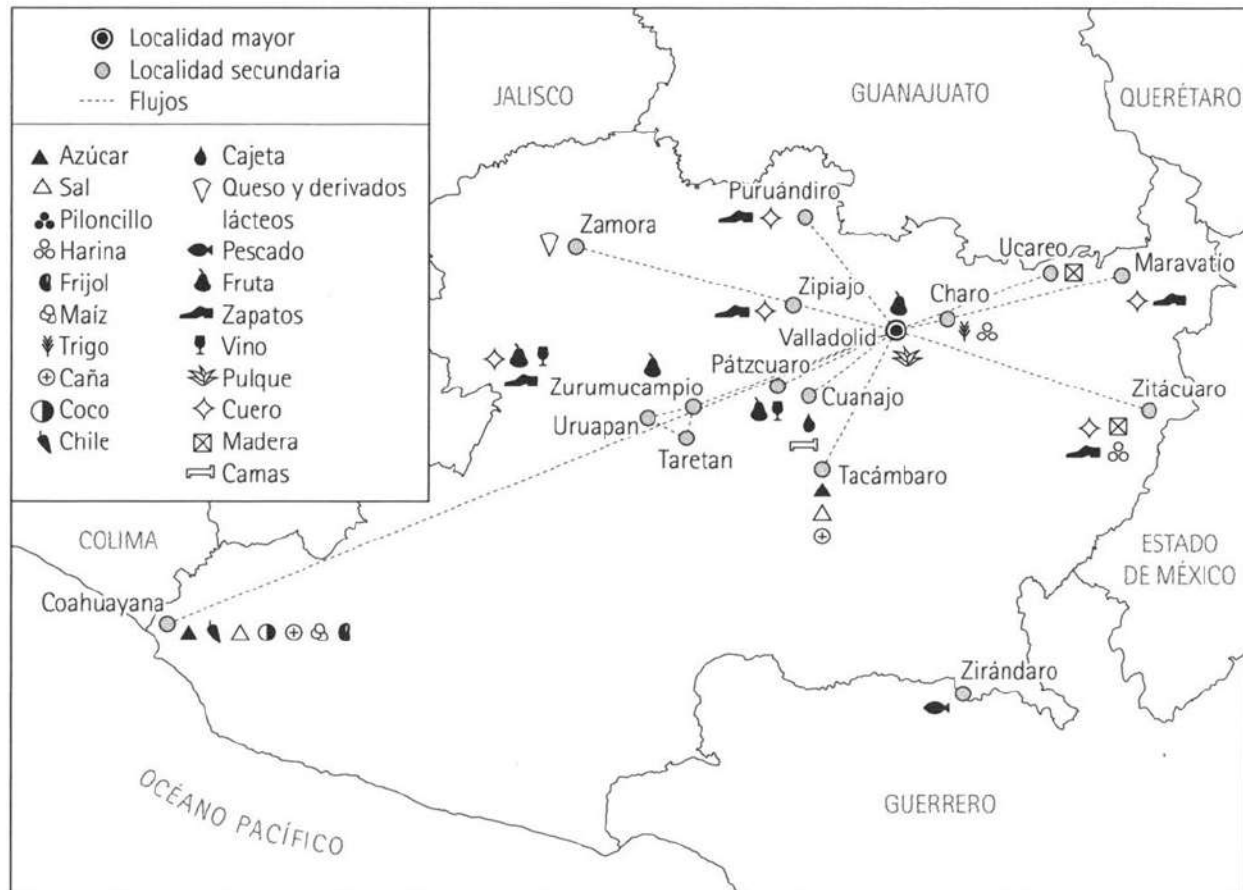 Localidad mayor
Localidad secundaria
Flujos
Azúcar
Sal
Piloncillo
Harina
Frijol
Maíz
Trigo
Caña
Coco
Chile
Cajeta
Queso y derivados
lácteos
Pescado
Fruta
Zapatos
Vino
Pulque
Cuero
Madera
Camas
JALISCO
GUANAJUATO
QUERÉTARO
Puruándiro
Zamora
Ucareo
Maravatío
Zipiajo
Charo
Valladolid
Pátzcuaro
Zurumucampio
Cuanajo
Zitácuaro
Uruapan
Taretan
Tacámbaro
COLIMA
ESTADO
DE MÉXICO
Coahuayana
Zirándaro
GUERRERO
OCÉANO PACÍFICO